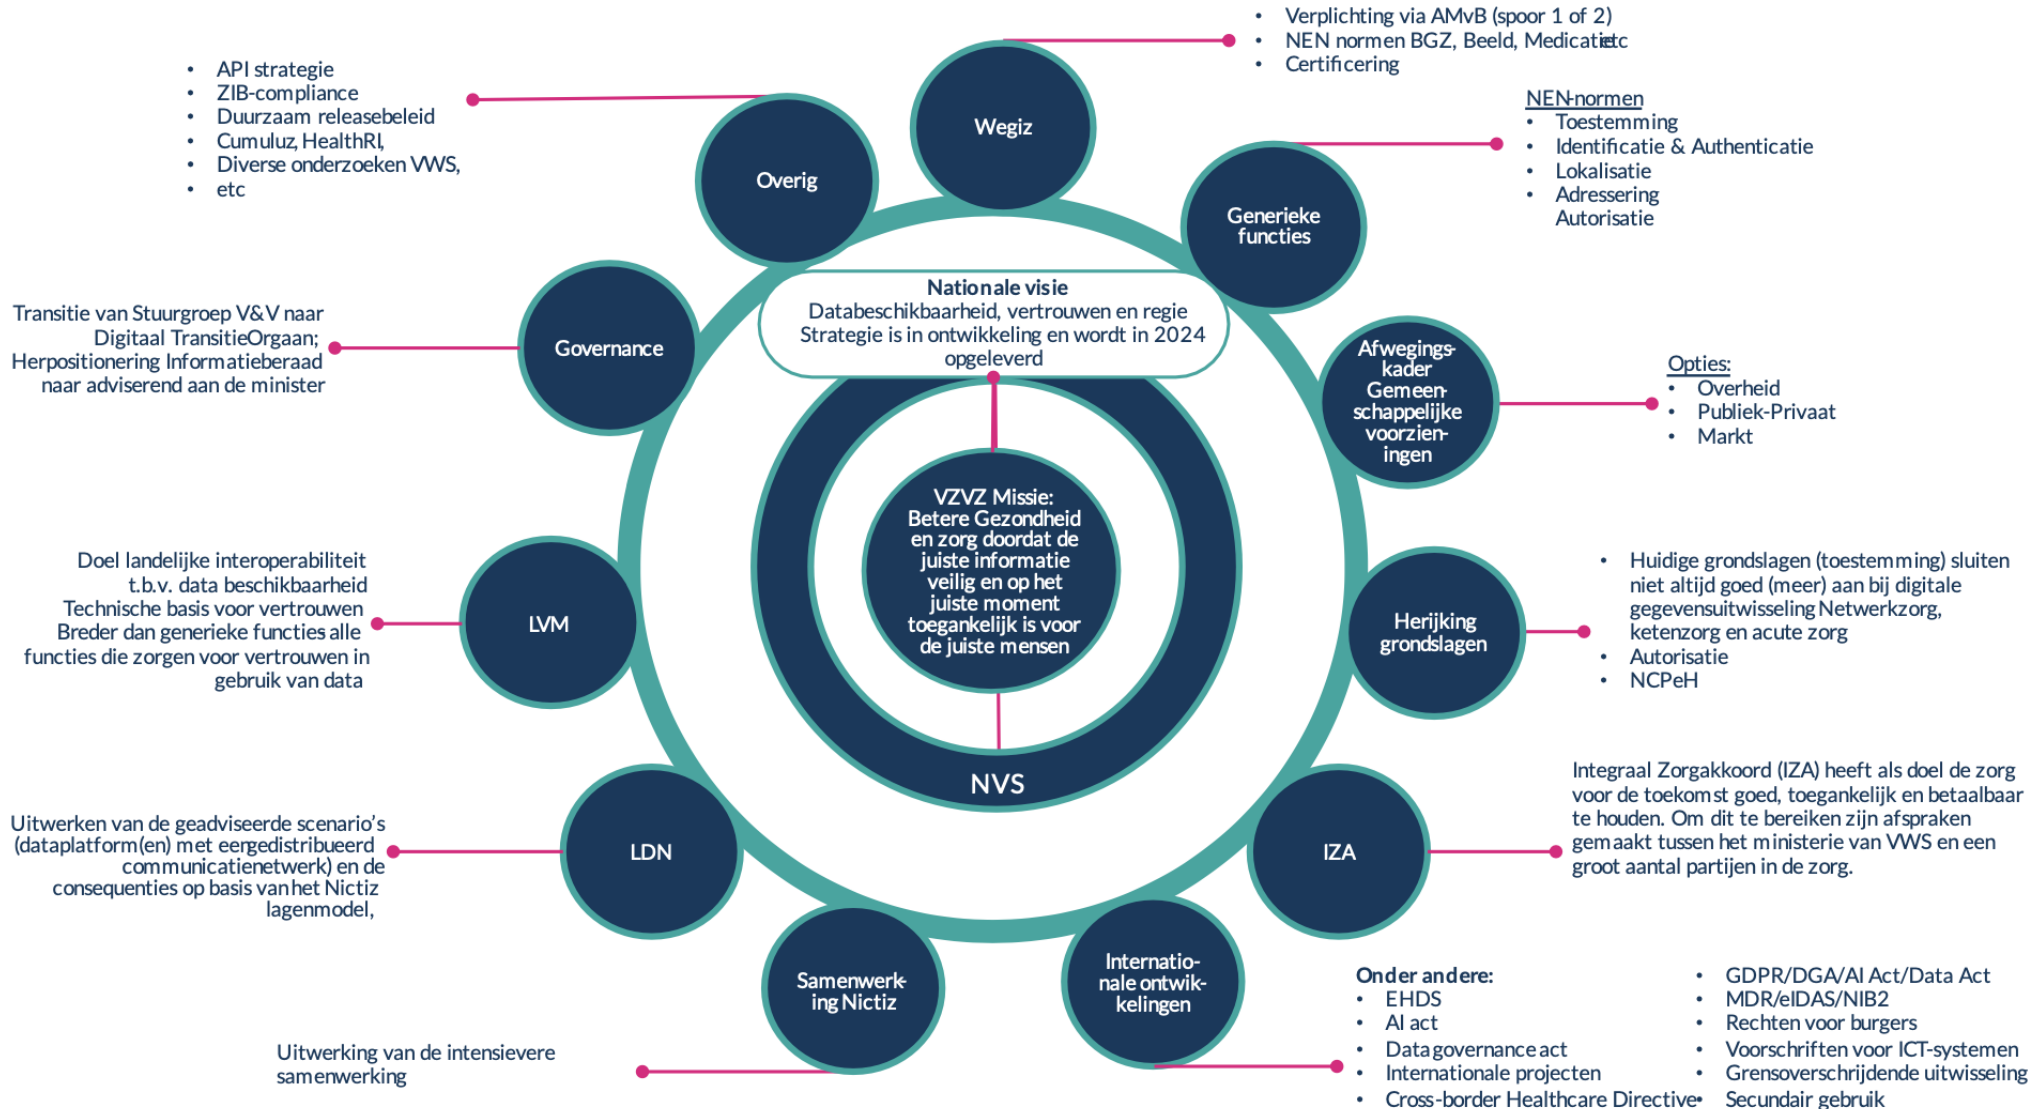 • Verplichting via AMvB (spoor 1 of 2)
• NEN normen BGZ, Beeld, Medicatie etc
• Certificering
Wegiz
NEN-normen
• Toestemming
• Identificatie & Authenticatie
• Lokalisatie
• Adressering
Autorisatie
Generieke
functies
Opties:
• Overheid
• Publiek-Privaat
• Markt
Afwegings-
kader
Gemeen-
schappelijke
voorzien-
ingen
• Huidige grondslagen (toestemming) sluiten
niet altijd goed (meer) aan bij digitale
gegevensuitwisseling Netwerkzorg,
ketenzorg en acute zorg
• Autorisatie
• NCPeH
Herijking
grondslagen
Integraal Zorgakkoord (IZA) heeft als doel de zorg
voor de toekomst goed, toegankelijk en betaalbaar
te houden. Om dit te bereiken zijn afspraken
gemaakt tussen het ministerie van VWS en een
groot aantal partijen in de zorg.
IZA
Internatio-
nale ontwik-
kelingen
Onder andere:
• EHDS
• AI act
• Data governance act
• Internationale projecten
• Cross-border Healthcare Directive
• GDPR/DGA/AI Act/Data Act
• MDR/eIDAS/NIB2
• Rechten voor burgers
• Voorschriften voor ICT-systemen
• Grensoverschrijdende uitwisseling
• Secundair gebruik
Samenwerk-
ing Nictiz
Uitwerking van de intensievere
samenwerking
LDN
Uitwerken van de geadviseerde scenario's
(dataplatform(en) met een gedistribueerd
communicatienetwerk) en de
consequenties op basis van het Nictiz
lagenmodel,
LVM
Doel landelijke interoperabiliteit
t.b.v. data beschikbaarheid
Technische basis voor vertrouwen
Breder dan generieke functies alle
functies die zorgen voor vertrouwen in
gebruik van data
Governance
Transitie van Stuurgroep V&V naar
Digitaal TransitieOrgaan;
Herpositionering Informatieberaad
naar adviserend aan de minister
Overig
• API strategie
• ZIB-compliance
• Duurzaam releasebeleid
• Cumuluz, HealthRI,
• Diverse onderzoeken VWS,
• etc
Nationale visie
Databeschikbaarheid, vertrouwen en regie
Strategie is in ontwikkeling en wordt in 2024
opgeleverd
VZVZ Missie:
Betere Gezondheid
en zorg doordat de
juiste informatie
veilig en op het
juiste moment
toegankelijk is voor
de juiste mensen
NVS